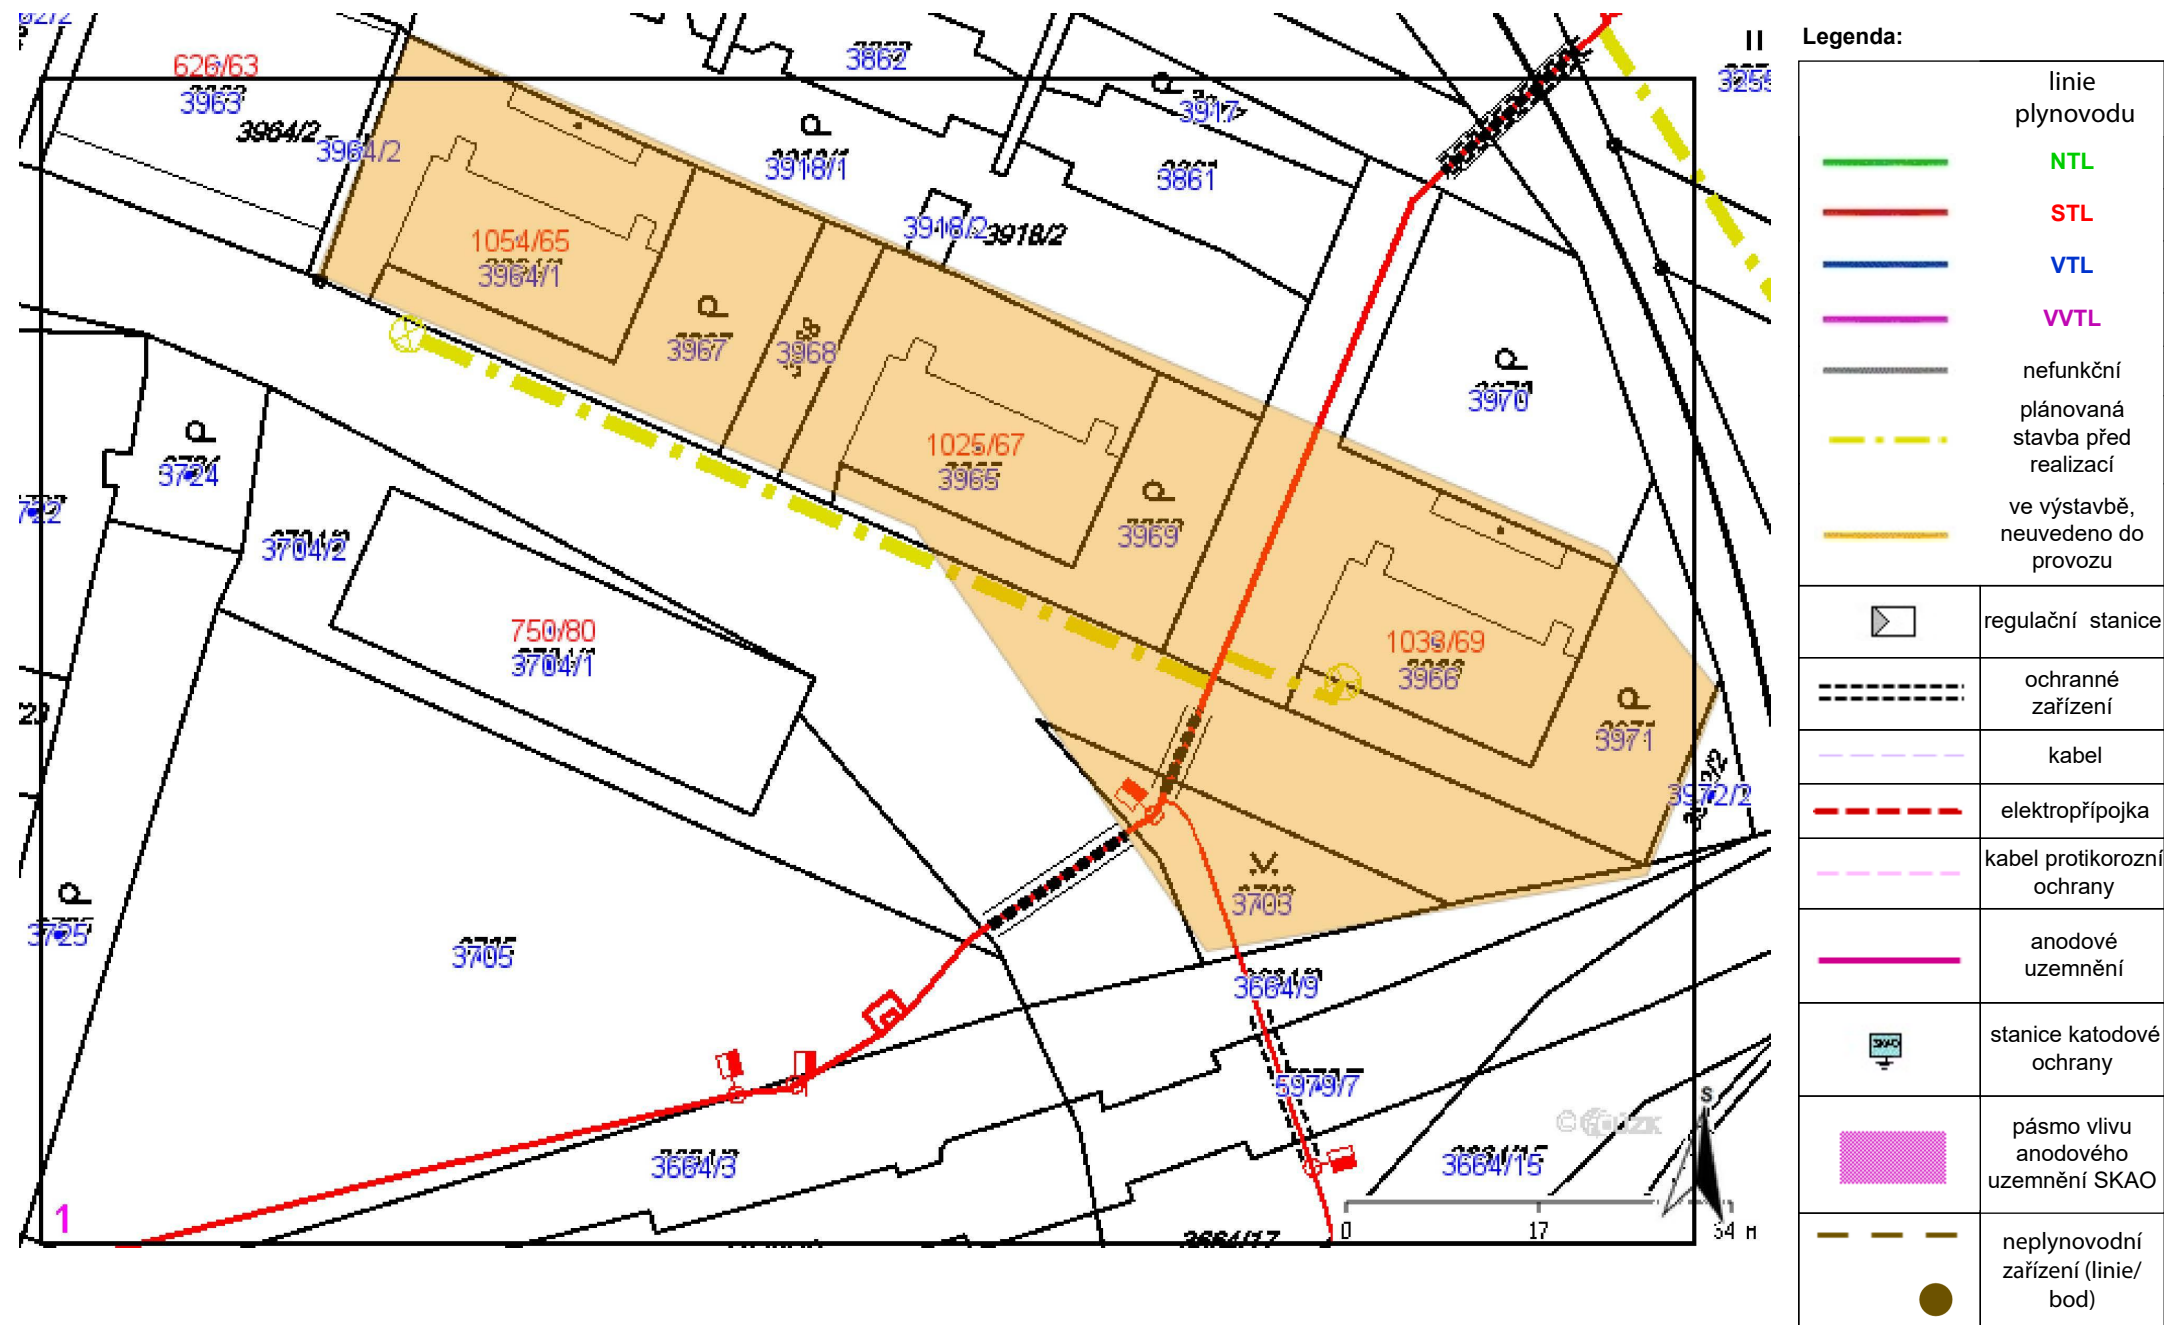 626/63
3963
3964/2
3964/2
3862
3917
3918/1
3861
3918/2
3918/2
II
1054/65
3964/1
3967
3968
1025/67
3965
3969
3970
1038/69
3966
3971
3972/2
3724
3704/2
750/80
3704/1
3725
3705
3703
3664/9
5979/7
3664/3
3664/15
3664/17
1
S
0 17 34 M
Legenda:
linie
plynovodu
NTL
STL
VTL
VVTL
nefunkční
plánovaná
stavba před
realizací
ve výstavbě,
neuvedeno do
provozu
regulační stanice
ochranné
zařízení
kabel
elektropřípojka
kabel protikorozní
ochrany
anodové
uzemnění
SKAO
stanice katodové
ochrany
pásmo vlivu
anodového
uzemnění SKAO
neplynovodní
zařízení (linie/
bod)